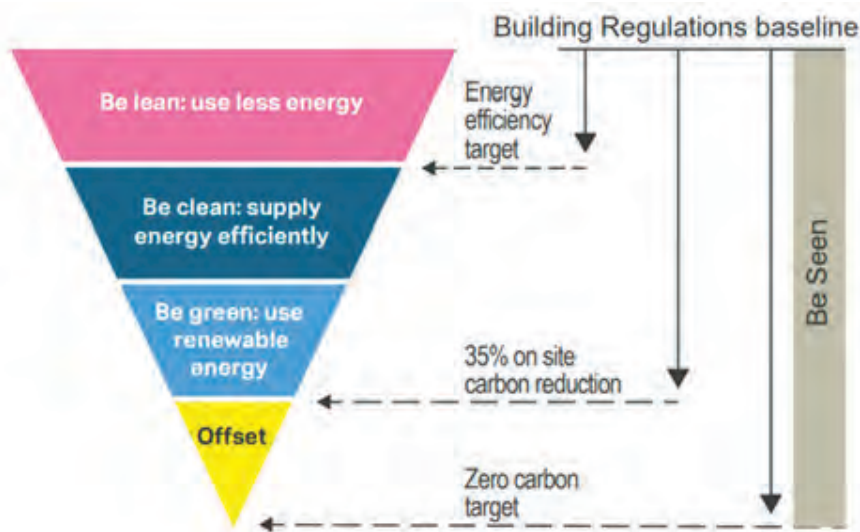 Building Regulations baseline
Be lean: use less energy
Energy
efficiency
target
Be clean: supply
energy efficiently
Be green: use
renewable
energy
35% on site
carbon reduction
Offset
Zero carbon
target
Be Seen